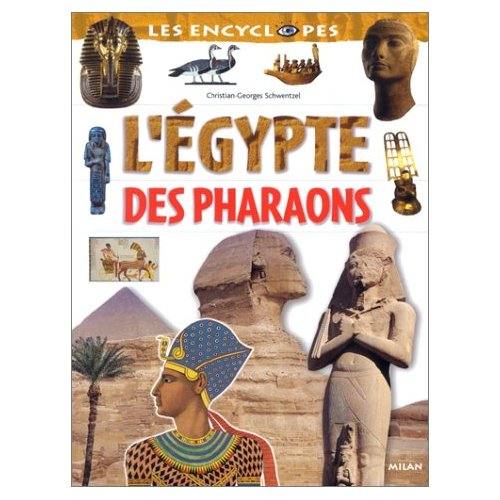 LES ENCYCLOPES
Christian-Georges Schwentzel
L'ÉGYPTE
DES PHARAONS
MILAN